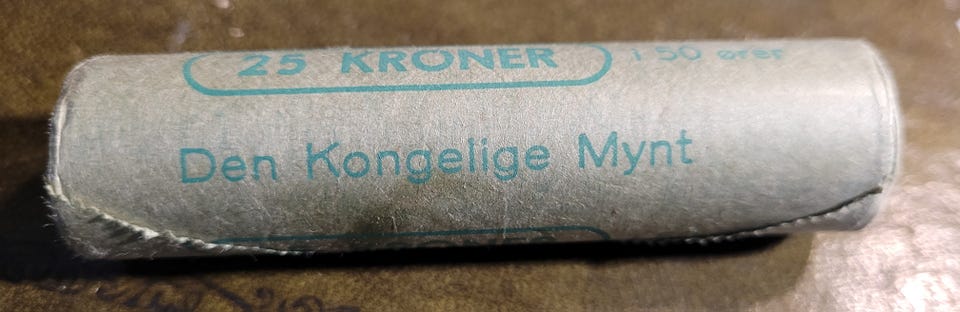 25 KRONER i 50 ører
Den Kongelige Mynt